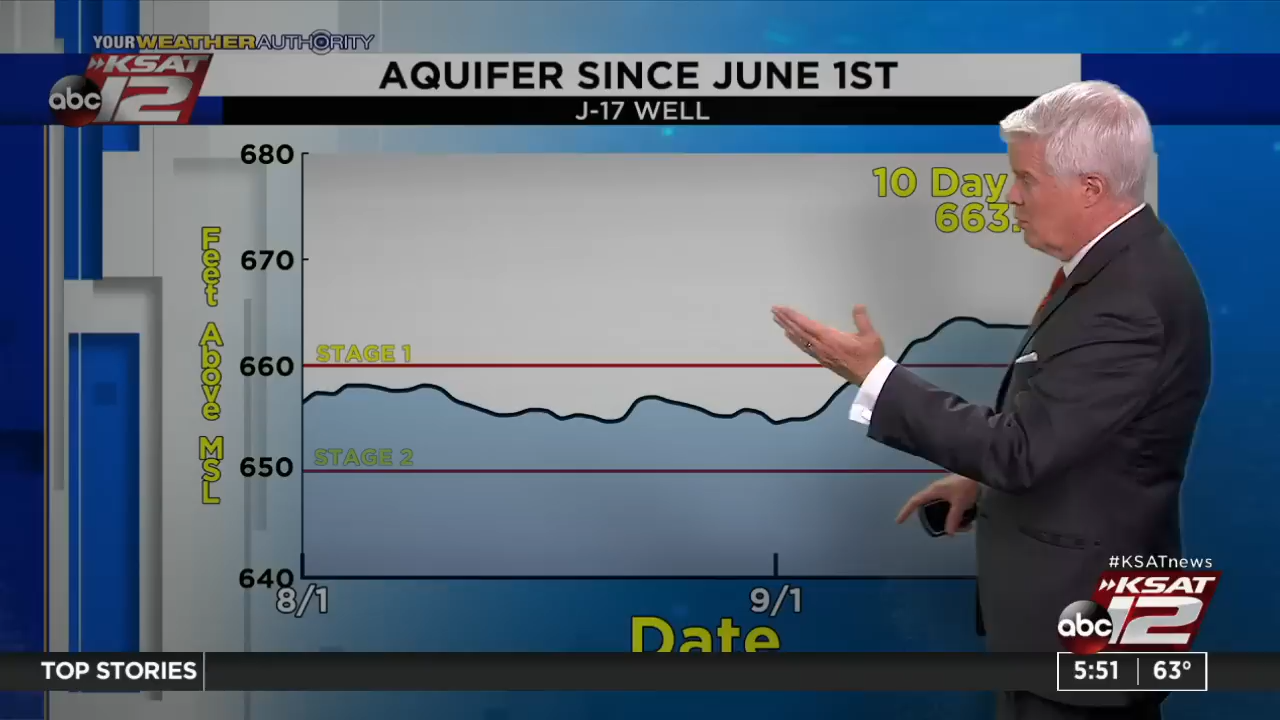 YOUR WEATHER AUTHORITY
KSAT
abc 12
AQUIFER SINCE JUNE 1ST
J-17 WELL
10 Day
663.
Feet Above MSL
680
670
660
650
640
STAGE 1
STAGE 2
8/1
9/1
Date
#KSATnews
KSAT
abc 12
TOP STORIES
5:51
63°